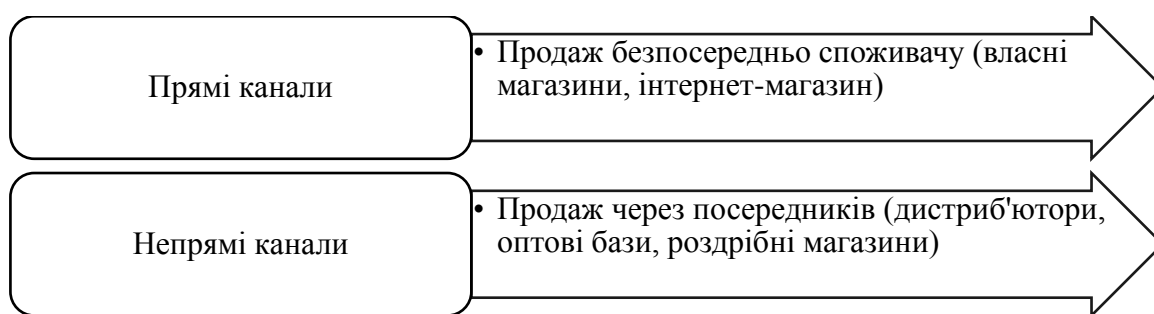 Прямі канали
• Продаж безпосередньо споживачу (власні
магазини, інтернет-магазин)
Непрямі канали
• Продаж через посередників (дистриб'ютори,
оптові бази, роздрібні магазини)